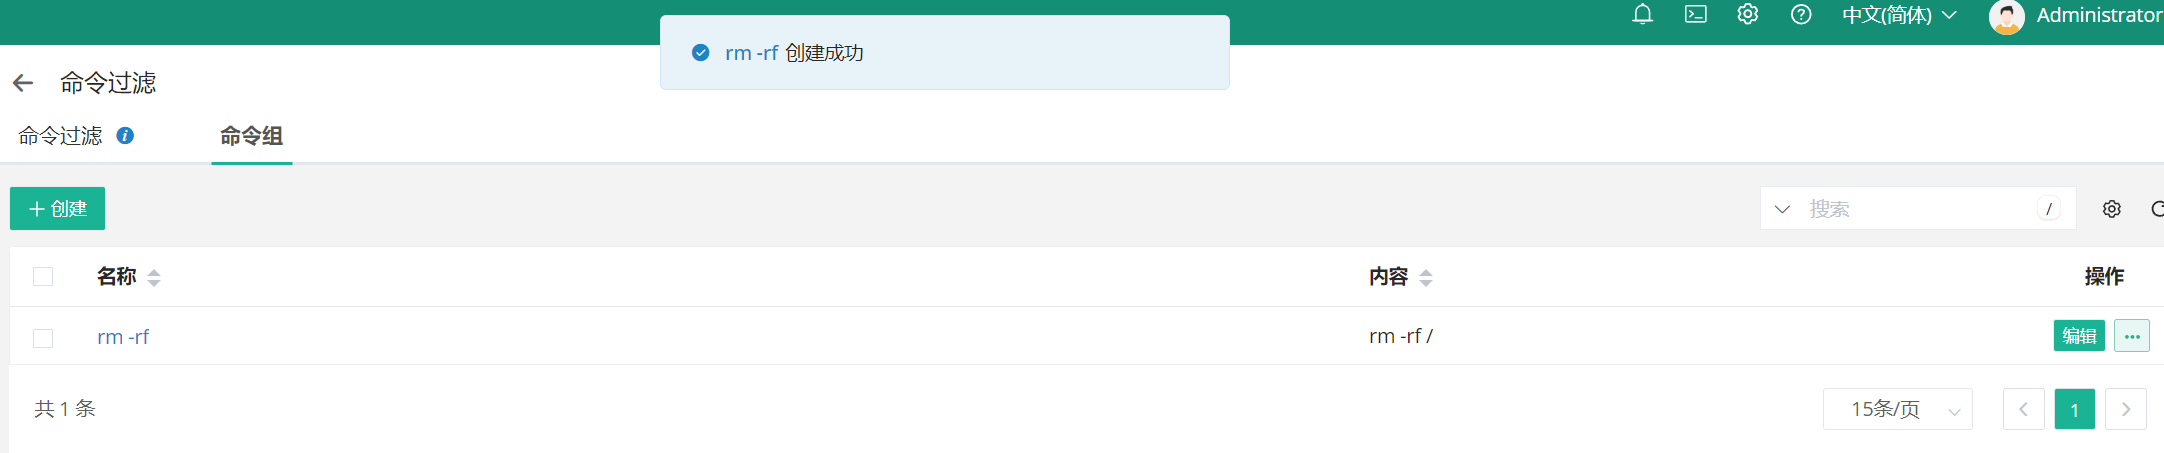 中文(简体) Administrator
rm -rf 创建成功
命令过滤
命令过滤 命令组
创建 搜索 /
名称 内容 操作
rm -rf rm -rf / 编辑 ...
共 1 条 15条/页 1